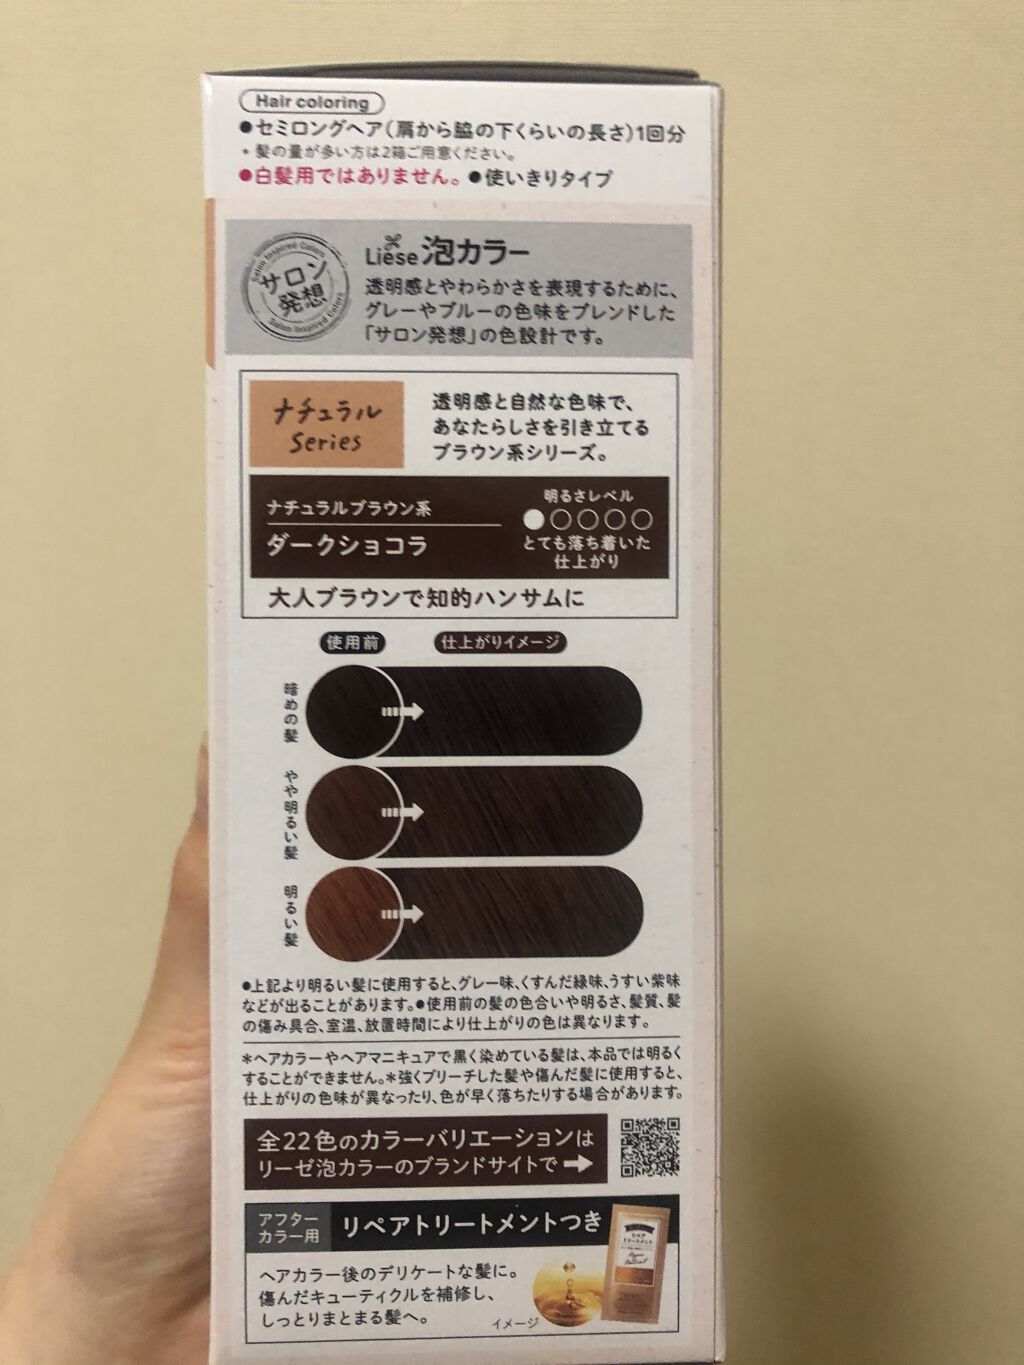 Hair coloring
●セミロングヘア(肩から脇の下くらいの長さ)1回分
・髪の量が多い方は2箱ご用意ください。
●白髪用ではありません。 ●使いきりタイプ
Salon Inspired Colors
サロン
発想
Salon Inspired Colors
Liese 泡カラー
透明感とやわらかさを表現するために、
グレーやブルーの色味をブレンドした
「サロン発想」の色設計です。
ナチュラル
Series
透明感と自然な色味で、
あなたらしさを引き立てる
ブラウン系シリーズ。
ナチュラルブラウン系
ダークショコラ
明るさレベル
●○○○○
とても落ち着いた
仕上がり
大人ブラウンで知的ハンサムに
使用前 仕上がりイメージ
暗めの髪
やや明るい髪
明るい髪
●上記より明るい髪に使用すると、グレー味、くすんだ緑味、うすい紫味
などが出ることがあります。●使用前の髪の色合いや明るさ、髪質、髪
の傷み具合、室温、放置時間により仕上がりの色は異なります。
*ヘアカラーやヘアマニキュアで黒く染めている髪は、本品では明るく
することができません。*強くブリーチした髪や傷んだ髪に使用すると、
仕上がりの色味が異なったり、色が早く落ちたりする場合があります。
全22色のカラーバリエーションは
リーゼ泡カラーのブランドサイトで➡
アフター
カラー用
リペアトリートメントつき
ヘアカラー後のデリケートな髪に。
傷んだキューティクルを補修し、
しっとりまとまる髪へ。
イメージ
リペア
トリートメント